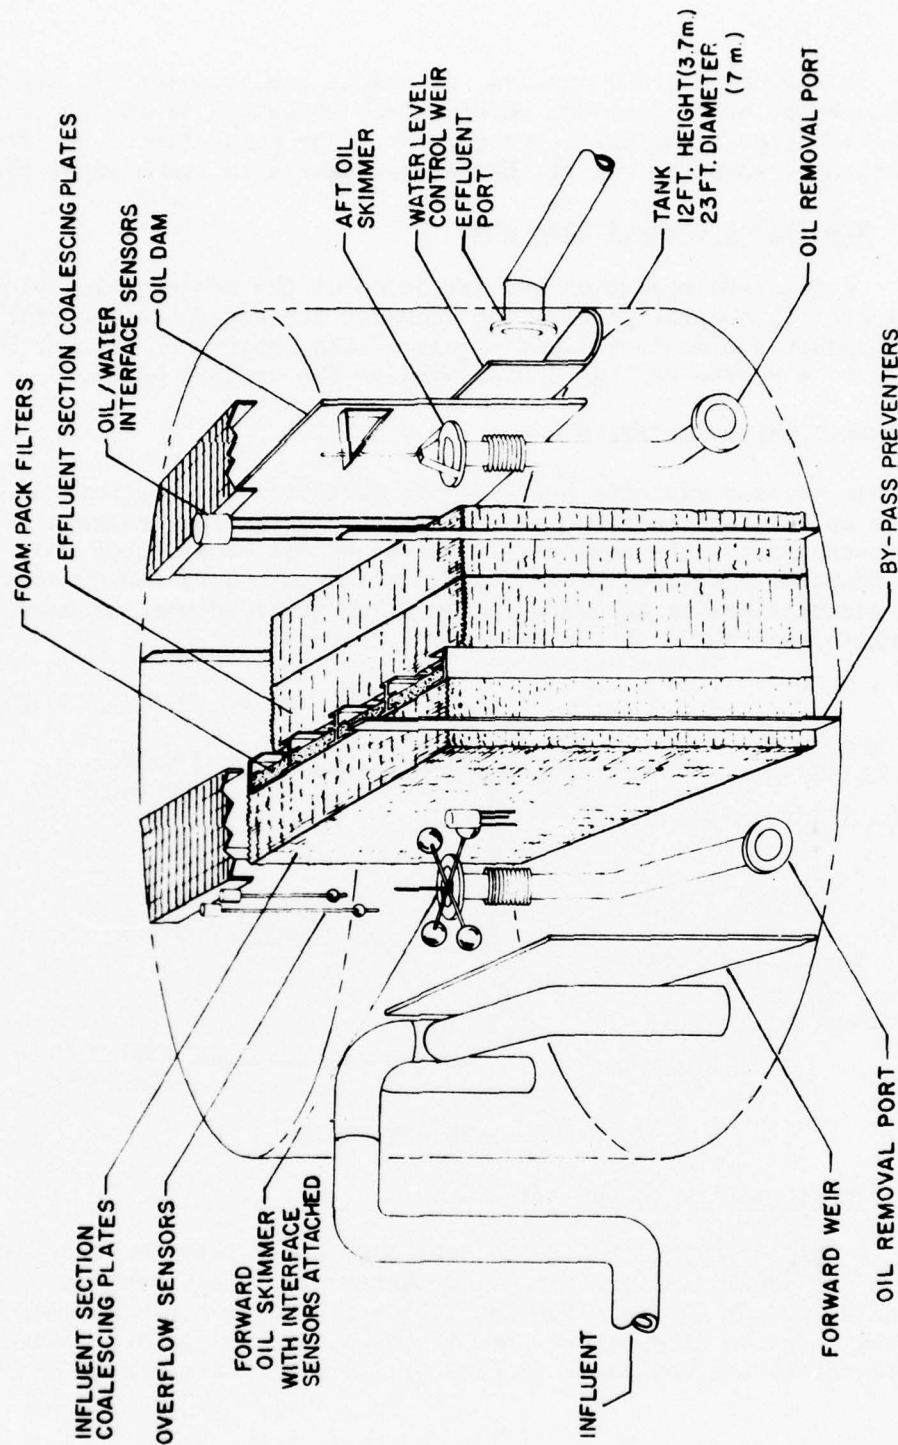 FOAM PACK FILTERS
EFFLUENT SECTION COALESCING PLATES
OIL/WATER
INTERFACE SENSORS
OIL DAM
AFT OIL
SKIMMER
WATER LEVEL
CONTROL WEIR
EFFLUENT
PORT
TANK
12FT. HEIGHT(3.7m.)
23FT. DIAMETER
(7 m.)
OIL REMOVAL PORT
BY-PASS PREVENTERS
INFLUENT SECTION
COALESCING PLATES
OVERFLOW SENSORS
FORWARD
OIL SKIMMER
WITH INTERFACE
SENSORS ATTACHED
INFLUENT
FORWARD WEIR
OIL REMOVAL PORT